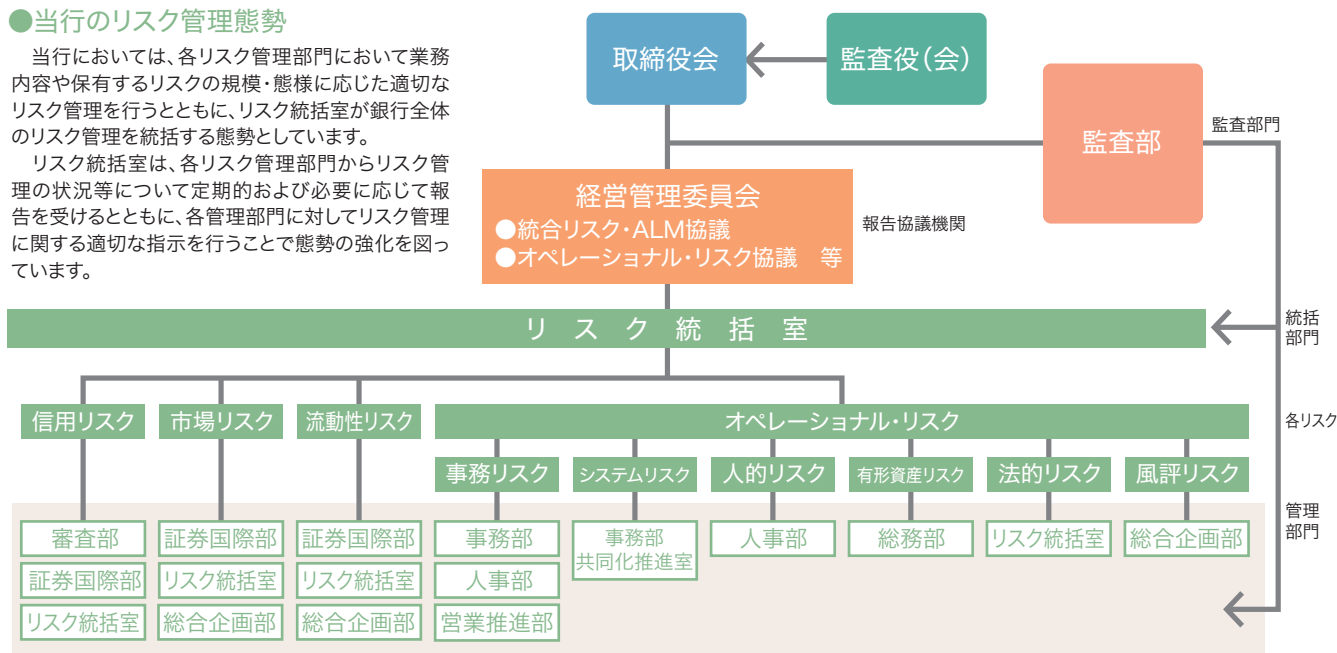 ●当行のリスク管理態勢
　当行においては、各リスク管理部門において業務
内容や保有するリスクの規模・態様に応じた適切な
リスク管理を行うとともに、リスク統括室が銀行全体
のリスク管理を統括する態勢としています。
　リスク統括室は、各リスク管理部門からリスク管
理の状況等について定期的および必要に応じて報
告を受けるとともに、各管理部門に対してリスク管理
に関する適切な指示を行うことで態勢の強化を図っ
ています。
取締役会
監査役（会）
監査部
監査部門
経営管理委員会
●統合リスク・ALM協議
●オペレーショナル・リスク協議　等
報告協議機関
リスク統括室
統括
部門
信用リスク
市場リスク
流動性リスク
オペレーショナル・リスク
各リスク
事務リスク
システムリスク
人的リスク
有形資産リスク
法的リスク
風評リスク
管理
部門
審査部
証券国際部
リスク統括室
証券国際部
リスク統括室
総合企画部
証券国際部
リスク統括室
総合企画部
事務部
人事部
営業推進部
事務部
共同化推進室
人事部
総務部
リスク統括室
総合企画部